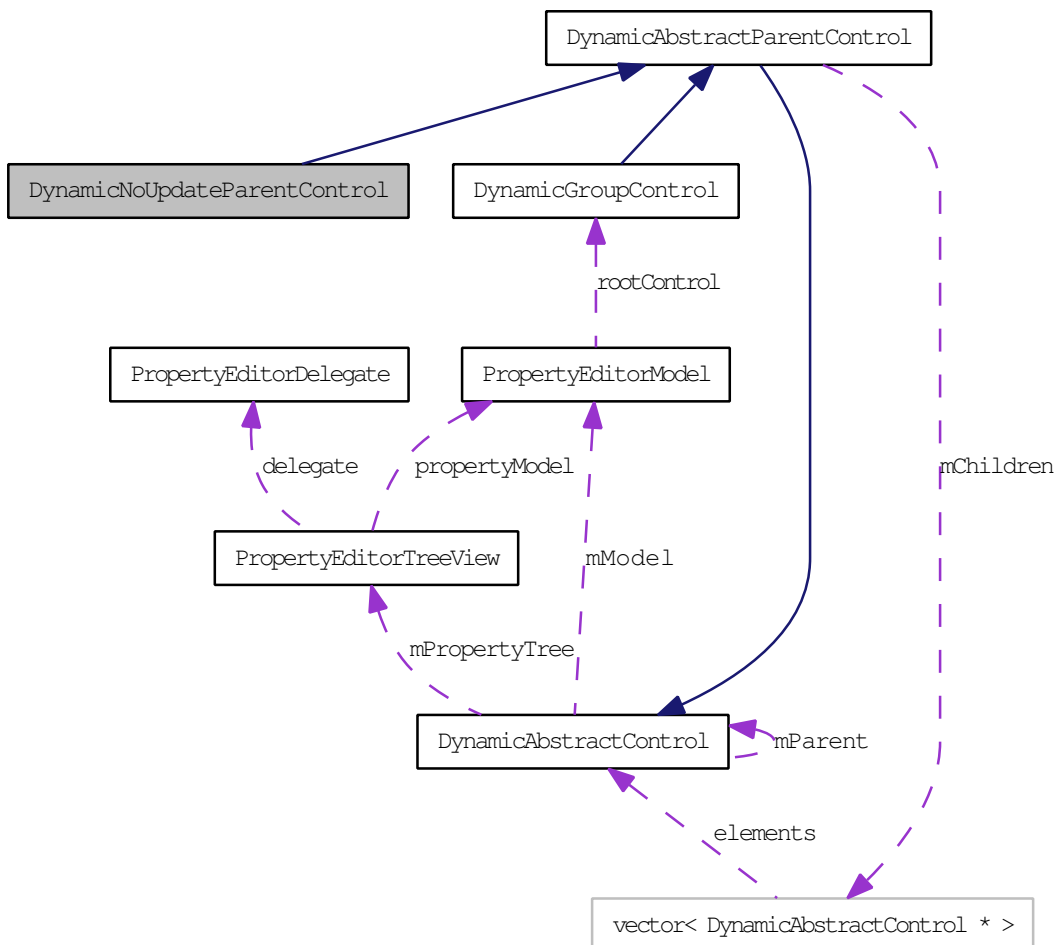 DynamicAbstractParentControl
DynamicNoUpdateParentControl
DynamicGroupControl
rootControl
PropertyEditorDelegate
PropertyEditorModel
delegate
propertyModel
mChildren
PropertyEditorTreeView
mModel
mPropertyTree
DynamicAbstractControl
mParent
elements
vector< DynamicAbstractControl * >